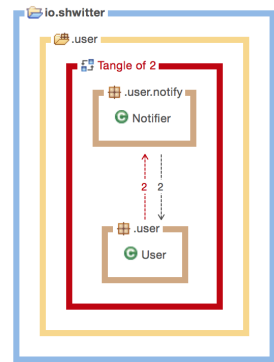 io.shwitter
.user
Tangle of 2
.user.notify
C Notifier
2 2
.user
C User